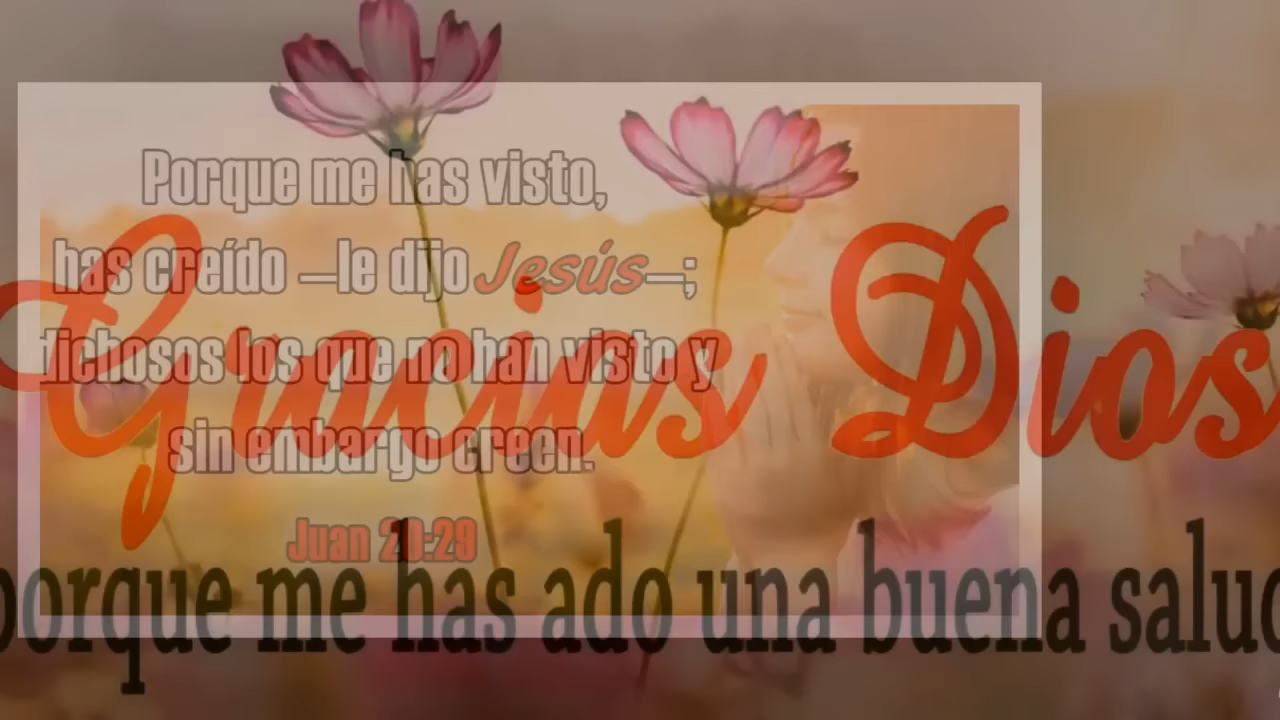 Porque me has visto,
has creído —le dijo Jesús—;
dichosos los que no han visto y
sin embargo creen.
Juan 20:29
Gracias Dios
porque me has ado una buena salud